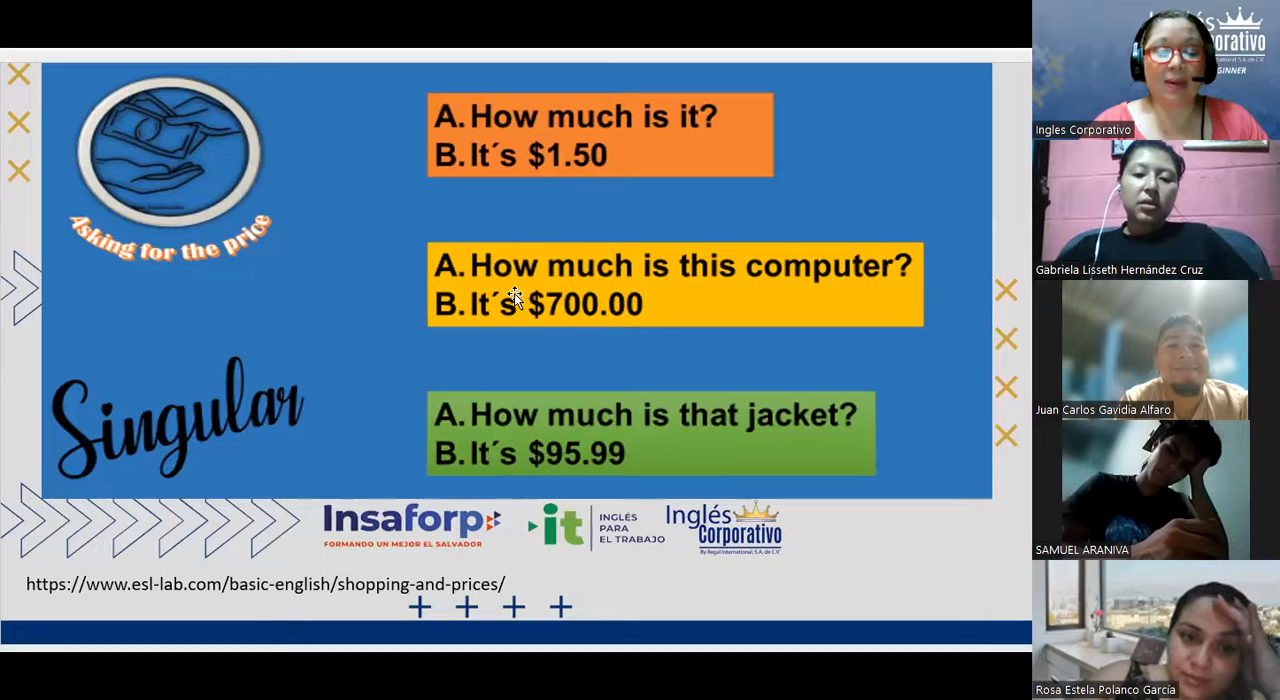 Asking for the price
Singular
A. How much is it?
B. It´s $1.50
A. How much is this computer?
B. It´s $700.00
A. How much is that jacket?
B. It´s $95.99
Insaforp
FORMANDO UN MEJOR EL SALVADOR
it
INGLÉS
PARA
EL TRABAJO
Inglés
Corporativo
By Regal International, S.A. de C.V.
https://www.esl-lab.com/basic-english/shopping-and-prices/
Ingles Corporativo
Gabriela Lisseth Hernández Cruz
Juan Carlos Gavidia Alfaro
SAMUEL ARANIVA
Rosa Estela Polanco García